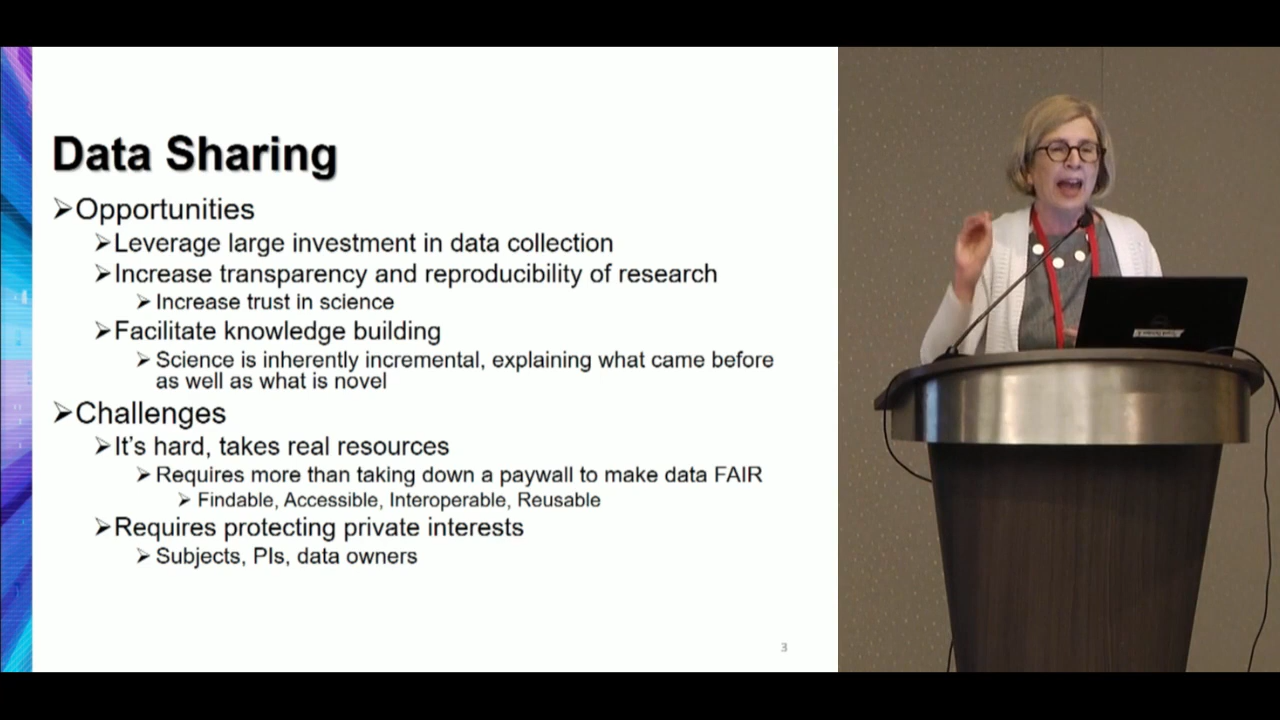 Data Sharing
➢Opportunities
➢Leverage large investment in data collection
➢Increase transparency and reproducibility of research
➢Increase trust in science
➢Facilitate knowledge building
➢Science is inherently incremental, explaining what came before
as well as what is novel
➢Challenges
➢It's hard, takes real resources
➢Requires more than taking down a paywall to make data FAIR
➢Findable, Accessible, Interoperable, Reusable
➢Requires protecting private interests
➢Subjects, PIs, data owners
3